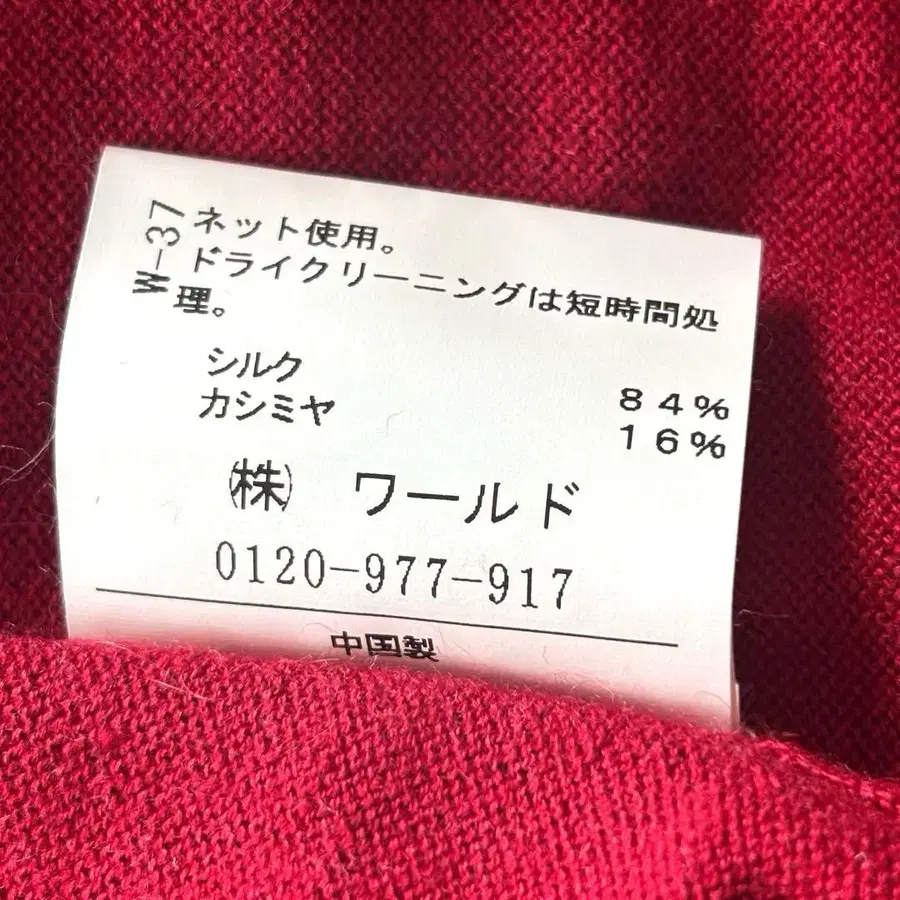 W-37
ネット使用。
ドライクリーニングは短時間処
理。
シルク 84%
カシミヤ 16%
㈱ ワールド
0120-977-917
中国製